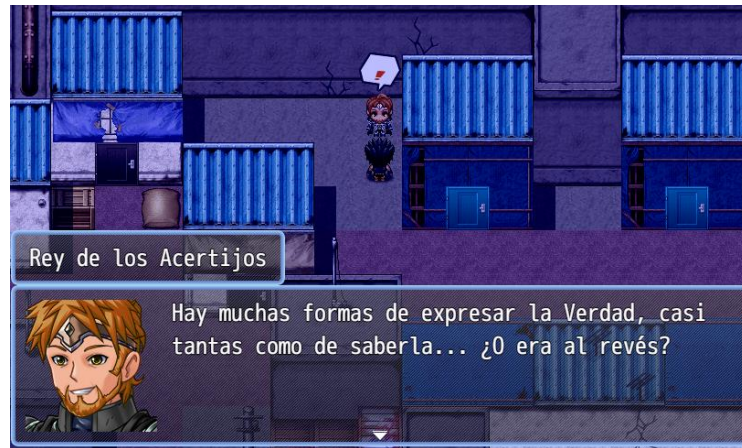 Rey de los Acertijos
Hay muchas formas de expresar la Verdad, casi
tantas como de saberla... ¿O era al revés?